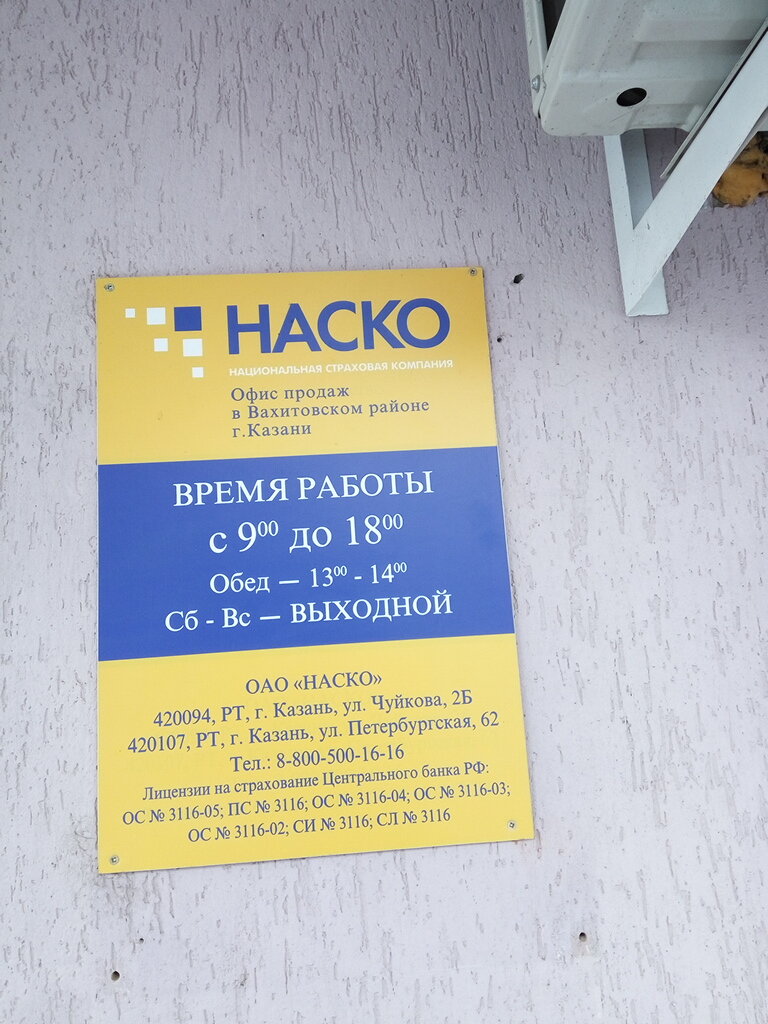 НАСКО
НАЦИОНАЛЬНАЯ СТРАХОВАЯ КОМПАНИЯ
Офис продаж
в Вахитовском районе
г.Казани
ВРЕМЯ РАБОТЫ
с 9⁰⁰ до 18⁰⁰
Обед — 13⁰⁰ - 14⁰⁰
Сб - Вс — ВЫХОДНОЙ
ОАО «НАСКО»
420094, РТ, г. Казань, ул. Чуйкова, 2Б
420107, РТ, г. Казань, ул. Петербургская, 62
Тел.: 8-800-500-16-16
Лицензии на страхование Центрального банка РФ:
ОС № 3116-05; ПС № 3116; ОС № 3116-04; ОС № 3116-03;
ОС № 3116-02; СИ № 3116; СЛ № 3116